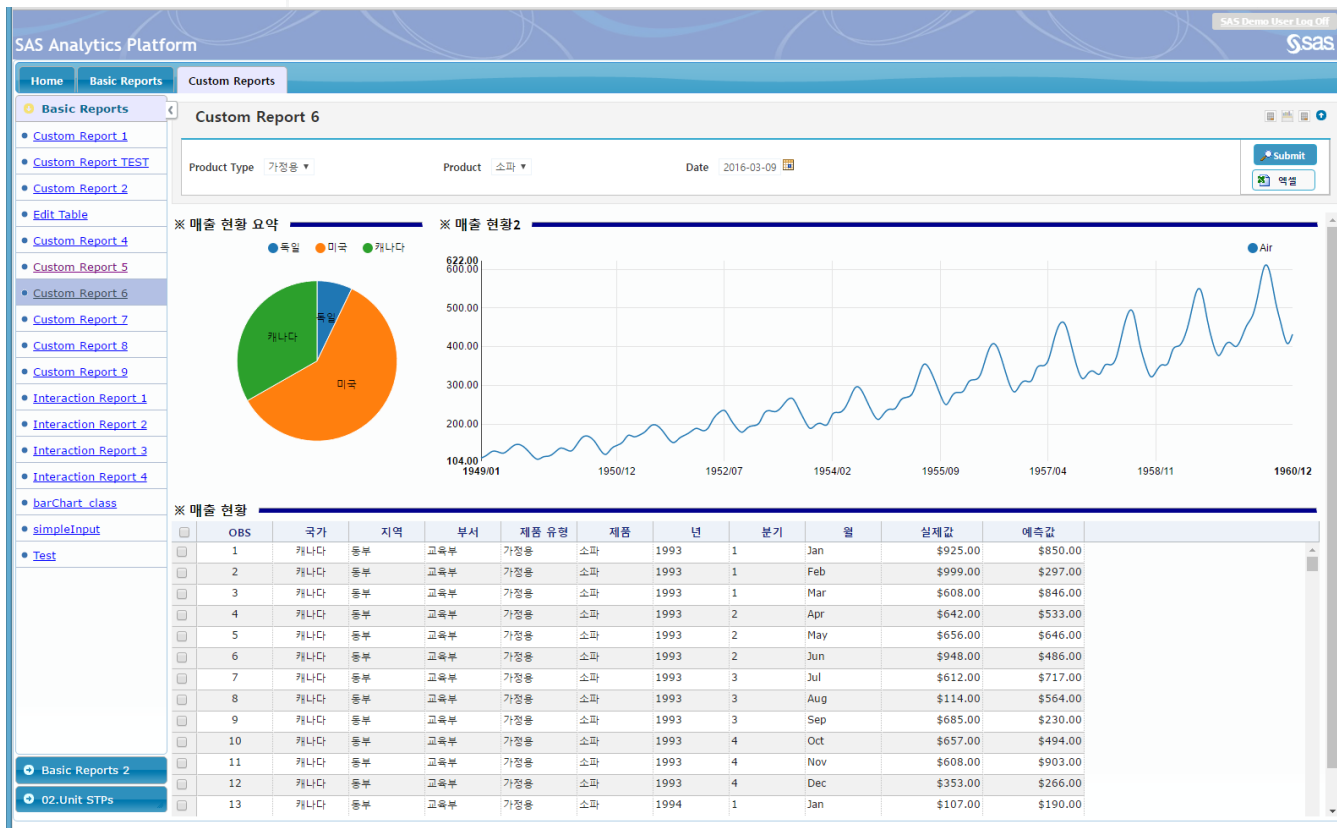 SAS Demo User Log Off
SAS Analytics Platform
sas
Home Basic Reports Custom Reports
Basic Reports
Custom Report 1
Custom Report TEST
Custom Report 2
Edit Table
Custom Report 4
Custom Report 5
Custom Report 6
Custom Report 7
Custom Report 8
Custom Report 9
Interaction Report 1
Interaction Report 2
Interaction Report 3
Interaction Report 4
barChart_class
simpleInput
Test
Basic Reports 2
02.Unit STPs
Custom Report 6
Product Type 가정용 ▼ Product 소파 ▼ Date 2016-03-09
Submit
엑셀
※ 매출 현황 요약
독일 미국 캐나다
독일
캐나다
미국
※ 매출 현황2
Air
622.00
600.00
500.00
400.00
300.00
200.00
104.00
1949/01 1950/12 1952/07 1954/02 1955/09 1957/04 1958/11 1960/12
※ 매출 현황
OBS 국가 지역 부서 제품 유형 제품 년 분기 월 실제값 예측값
1 캐나다 동부 교육부 가정용 소파 1993 1 Jan $925.00 $850.00
2 캐나다 동부 교육부 가정용 소파 1993 1 Feb $999.00 $297.00
3 캐나다 동부 교육부 가정용 소파 1993 1 Mar $608.00 $846.00
4 캐나다 동부 교육부 가정용 소파 1993 2 Apr $642.00 $533.00
5 캐나다 동부 교육부 가정용 소파 1993 2 May $656.00 $646.00
6 캐나다 동부 교육부 가정용 소파 1993 2 Jun $948.00 $486.00
7 캐나다 동부 교육부 가정용 소파 1993 3 Jul $612.00 $717.00
8 캐나다 동부 교육부 가정용 소파 1993 3 Aug $114.00 $564.00
9 캐나다 동부 교육부 가정용 소파 1993 3 Sep $685.00 $230.00
10 캐나다 동부 교육부 가정용 소파 1993 4 Oct $657.00 $494.00
11 캐나다 동부 교육부 가정용 소파 1993 4 Nov $608.00 $903.00
12 캐나다 동부 교육부 가정용 소파 1993 4 Dec $353.00 $266.00
13 캐나다 동부 교육부 가정용 소파 1994 1 Jan $107.00 $190.00